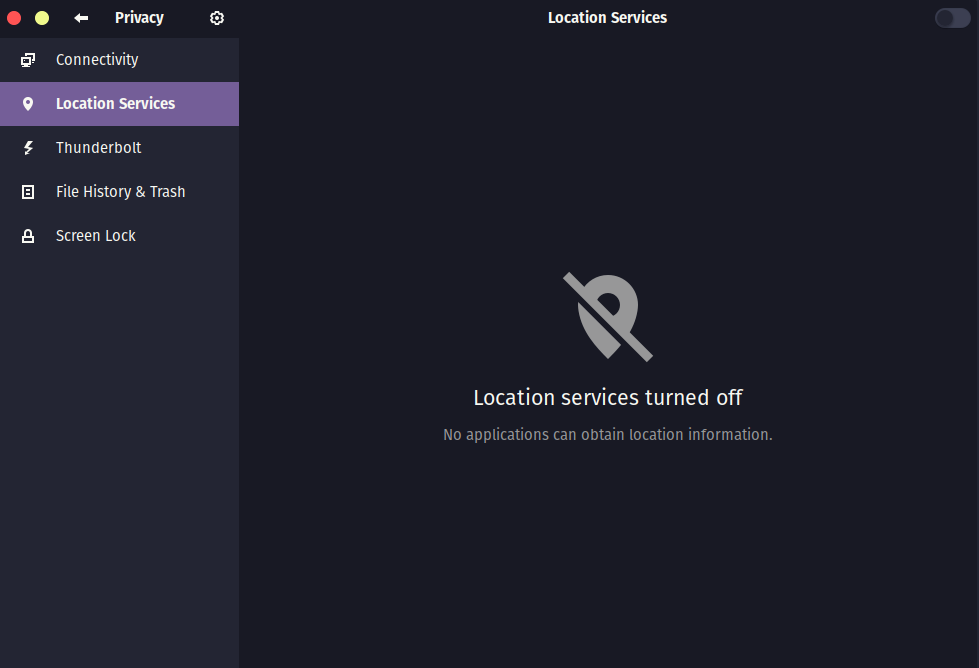 Privacy
Location Services
Connectivity
Location Services
Thunderbolt
File History & Trash
Screen Lock
Location services turned off
No applications can obtain location information.